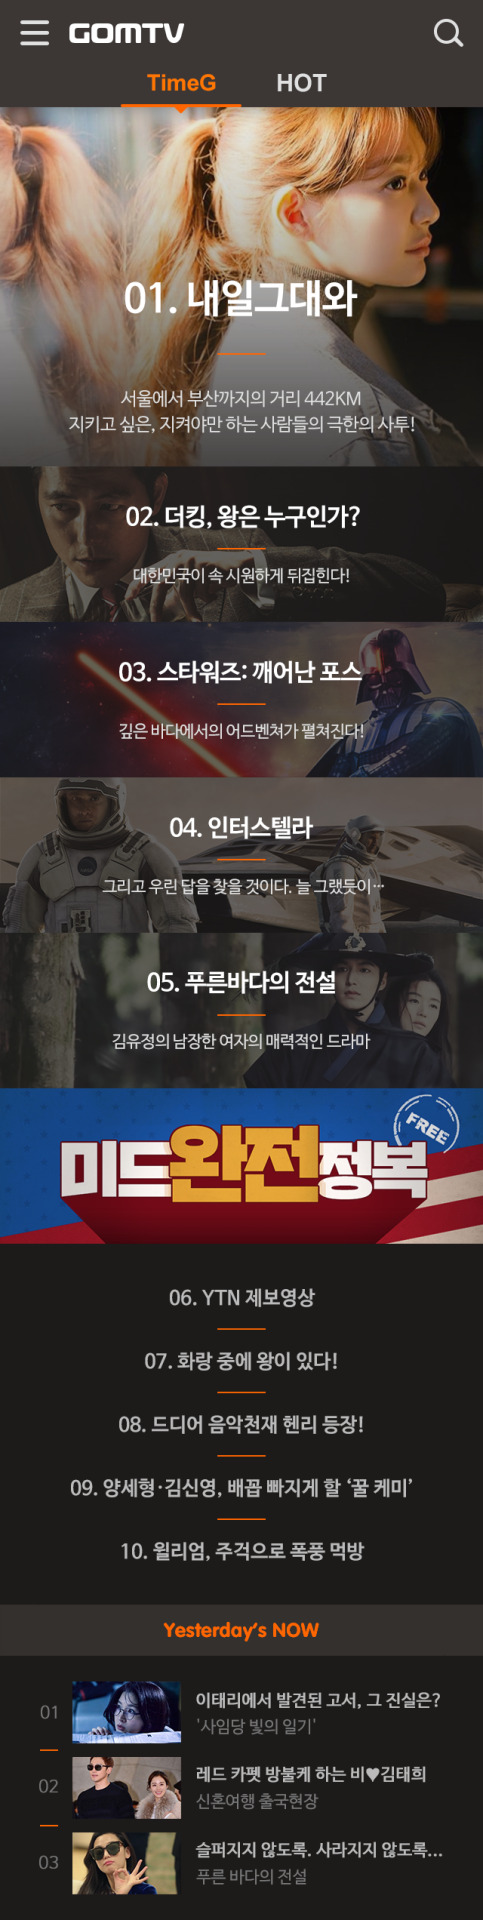 GOMTV
TimeG HOT
01. 내일그대와
서울에서 부산까지의 거리 442KM
지키고 싶은, 지켜야만 하는 사람들의 극한의 사투!
02. 더킹, 왕은 누구인가?
대한민국이 속 시원하게 뒤집힌다!
03. 스타워즈: 깨어난 포스
깊은 바다에서의 어드벤쳐가 펼쳐진다!
04. 인터스텔라
그리고 우린 답을 찾을 것이다. 늘 그랬듯이…
05. 푸른바다의 전설
김유정의 남장한 여자의 매력적인 드라마
FREE
미드완전정복
06. YTN 제보영상
07. 화랑 중에 왕이 있다!
08. 드디어 음악천재 헨리 등장!
09. 양세형·김신영, 배꼽 빠지게 할 ‘꿀 케미’
10. 윌리엄, 주걱으로 폭풍 먹방
Yesterday’s NOW
01 이태리에서 발견된 고서, 그 진실은?
'사임당 빛의 일기'
02 레드 카펫 방불케 하는 비♥김태희
신혼여행 출국현장
03 슬퍼지지 않도록. 사라지지 않도록...
푸른 바다의 전설